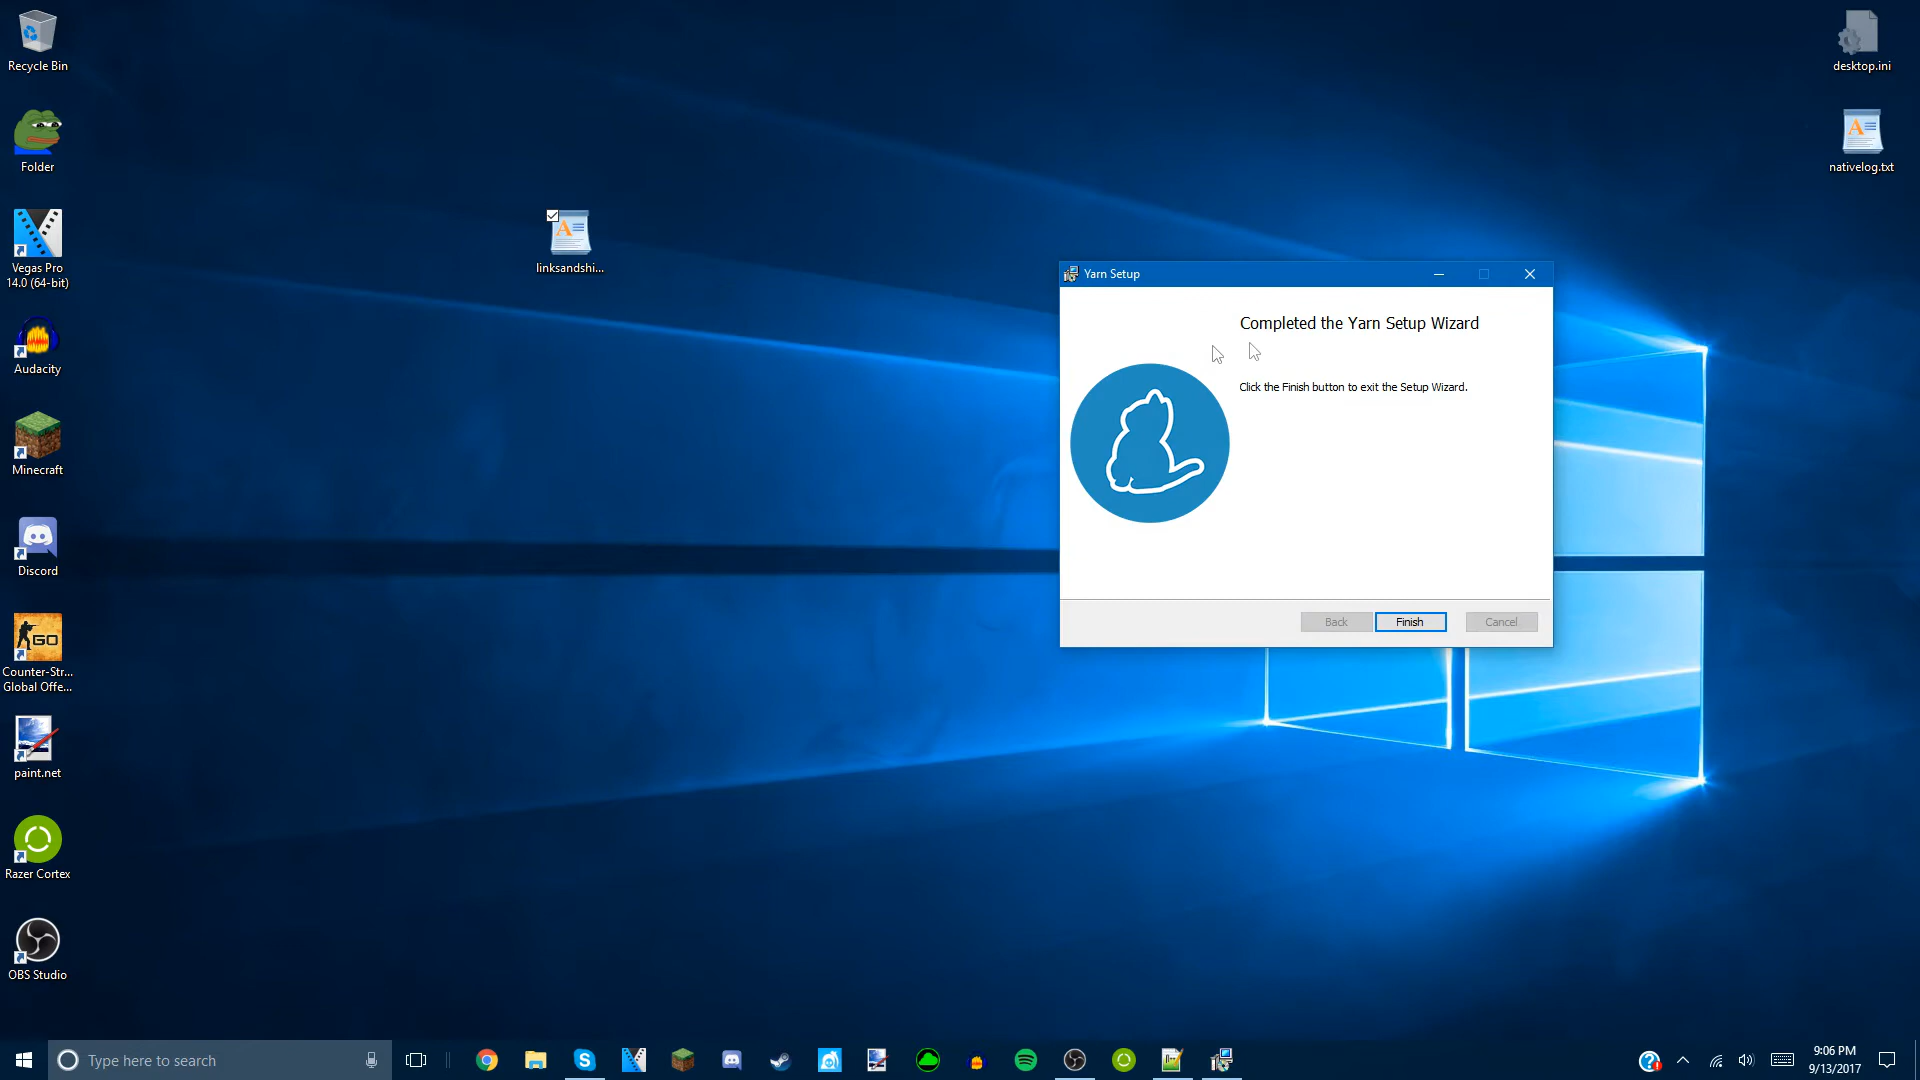 Recycle Bin
Folder
Vegas Pro
14.0 (64-bit)
Audacity
Minecraft
Discord
GO
Counter-Str...
Global Offe...
paint.net
Razer Cortex
OBS Studio
linksandshi...
desktop.ini
nativelog.txt
Yarn Setup
Completed the Yarn Setup Wizard
Click the Finish button to exit the Setup Wizard.
Back
Finish
Cancel
Type here to search
9:06 PM
9/13/2017